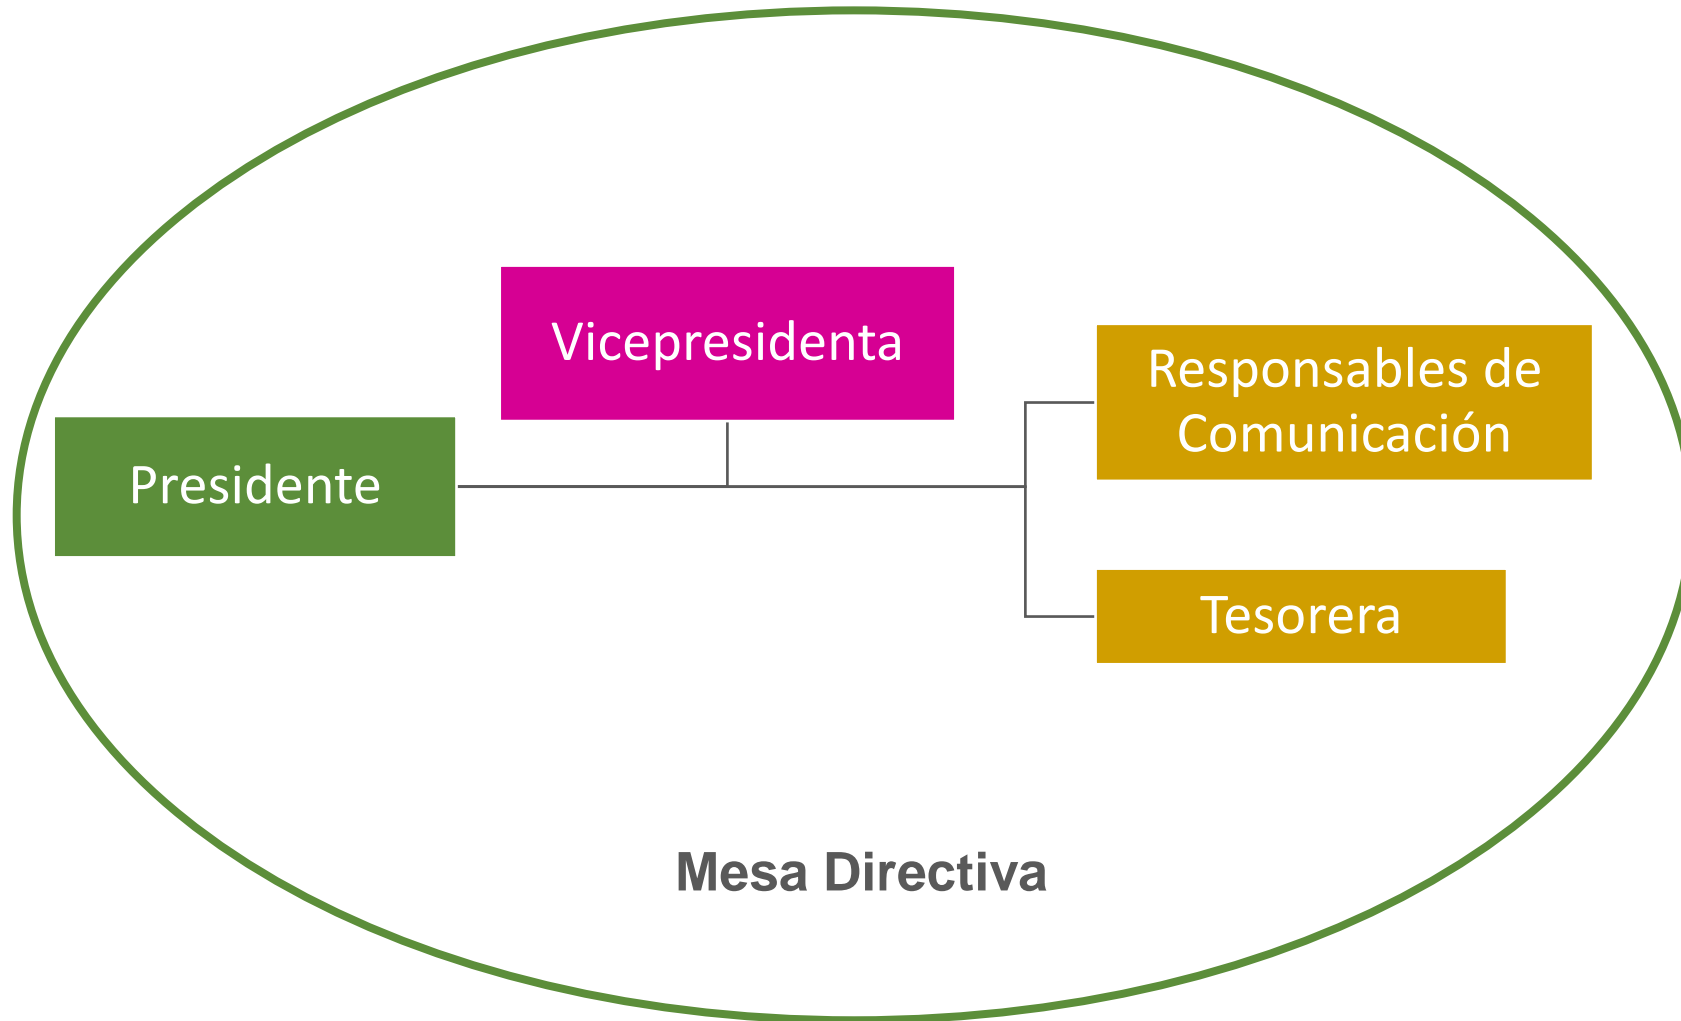 Vicepresidenta
Presidente
Responsables de
Comunicación
Tesorera
Mesa Directiva